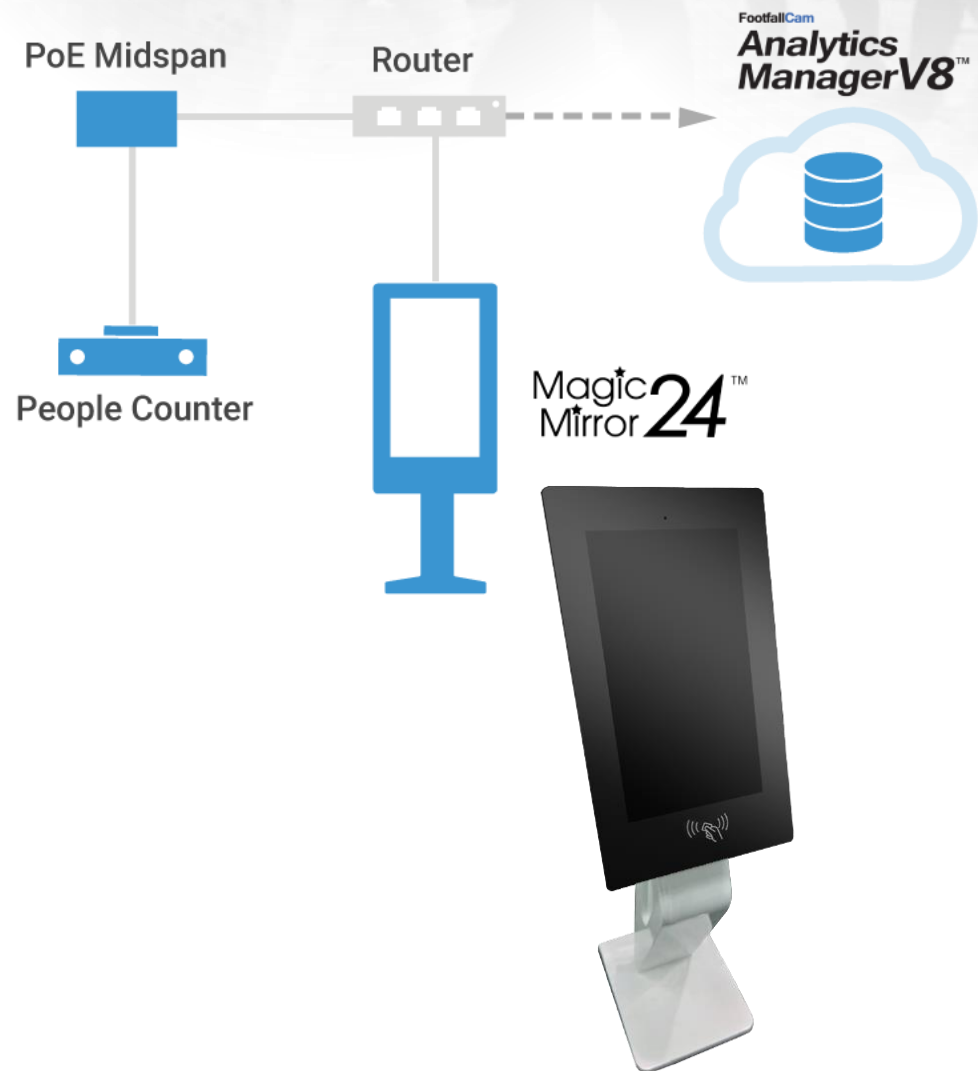 FootfallCam
Analytics
ManagerV8™
PoE Midspan
Router
People Counter
Magic
Mirror 24™